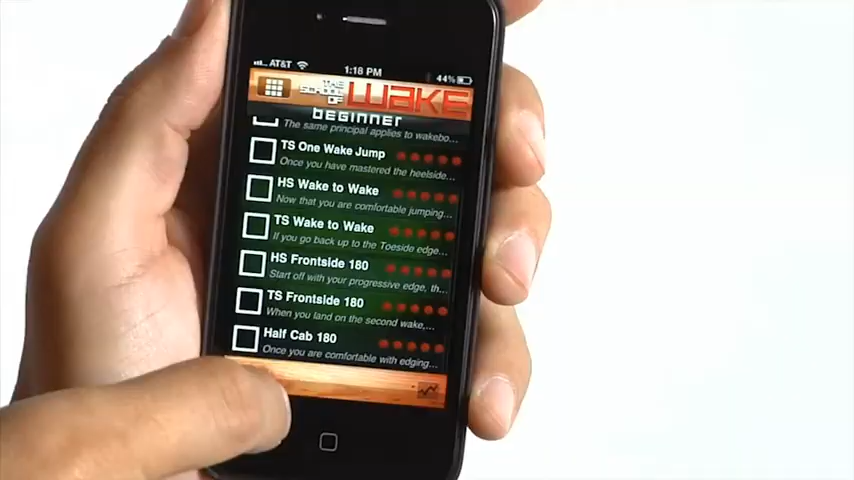 AT&T 1:18 PM 44%
THE SCHOOL OF WAKE
beginner
The same principal applies to wakebo...
TS One Wake Jump
Once you have mastered the heelside...
HS Wake to Wake
Now that you are comfortable jumping,...
TS Wake to Wake
If you go back up to the Toeside edge...
HS Frontside 180
Start off with your progressive edge, th...
TS Frontside 180
When you land on the second wake,...
Half Cab 180
Once you are comfortable with edging,...